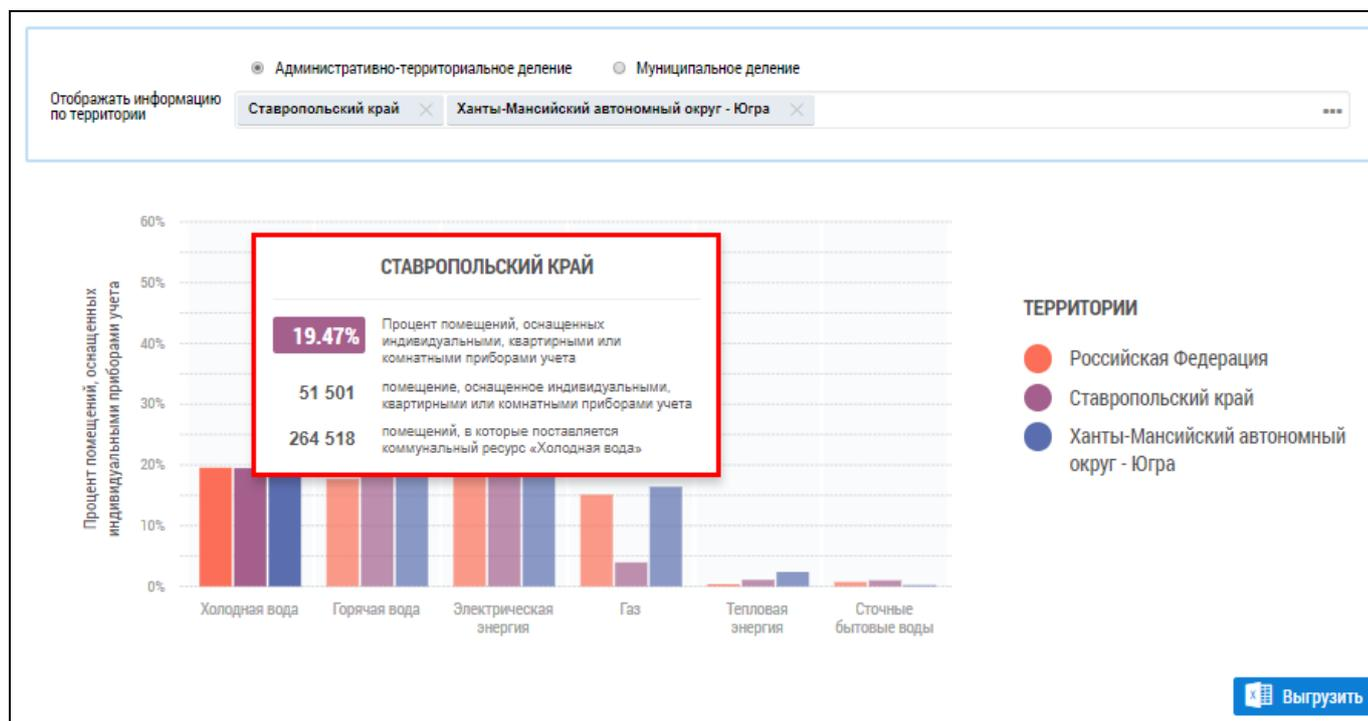 Административно-территориальное деление
Муниципальное деление
Отображать информацию
по территории
Ставропольский край
Ханты-Мансийский автономный округ - Югра
60%
50%
40%
30%
20%
10%
0%
Процент помещений, оснащенных
индивидуальными приборами учета
СТАВРОПОЛЬСКИЙ КРАЙ
19.47%
Процент помещений, оснащенных
индивидуальными, квартирными или
комнатными приборами учета
51 501
помещение, оснащенное индивидуальными,
квартирными или комнатными приборами учета
264 518
помещений, в которые поставляется
коммунальный ресурс «Холодная вода»
Холодная вода
Горячая вода
Электрическая
энергия
Газ
Тепловая
энергия
Сточные
бытовые воды
ТЕРРИТОРИИ
Российская Федерация
Ставропольский край
Ханты-Мансийский автономный
округ - Югра
Выгрузить